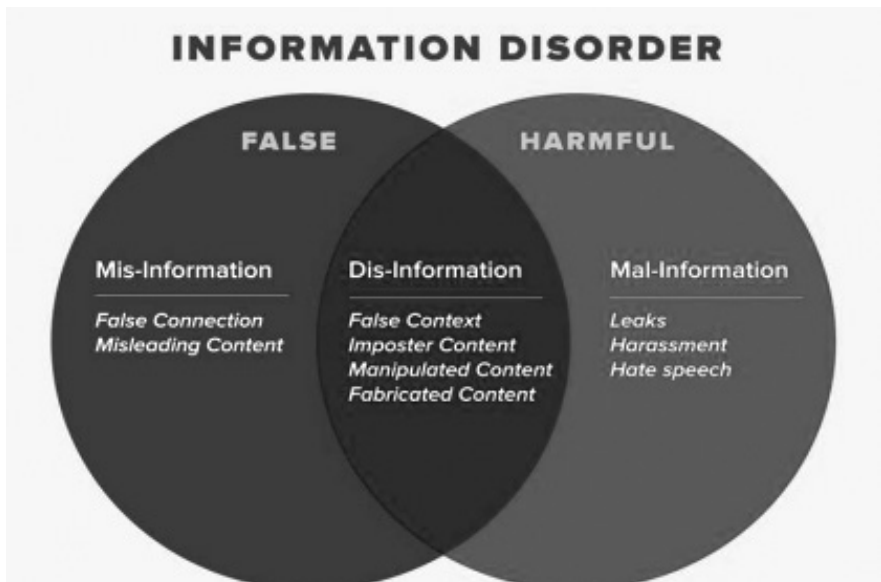 INFORMATION DISORDER
FALSE
HARMFUL
Mis-Information
False Connection
Misleading Content
Dis-Information
False Context
Imposter Content
Manipulated Content
Fabricated Content
Mal-Information
Leaks
Harassment
Hate speech